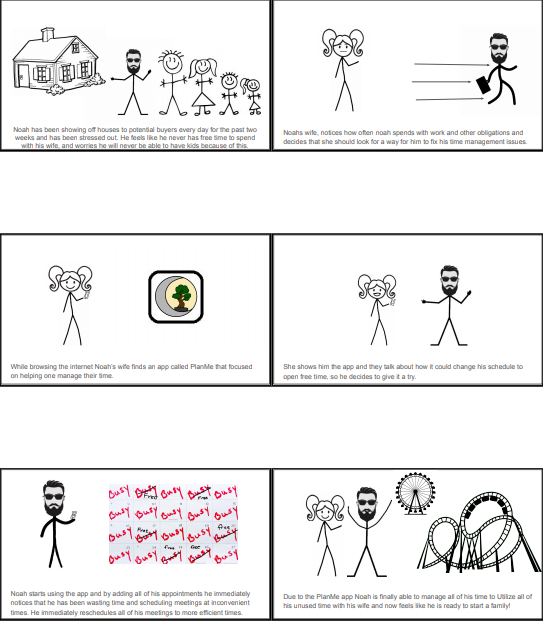 Noah has been showing off houses to potential buyers every day for the past two
weeks and has been stressed out. He feels like he never has free time to spend
with his wife, and worries he will never be able to have kids because of this.
Noahs wife, notices how often noah spends with work and other obligations and
decides that she should look for a way for him to fix his time management issues.
While browsing the internet Noah's wife finds an app called PlanMe that focused
on helping one manage their time.
She shows him the app and they talk about how it could change his schedule to
open free time, so he decides to give it a try.
Busy Busy Busy Busy Busy
Free Free
Busy Busy Busy Busy Busy
Busy Busy Busy Busy Busy
Free Free
Busy Busy Busy Busy Busy
Free Free
Noah starts using the app and by adding all of his appointments he immediately
notices that he has been wasting time and scheduling meetings at inconvenient
times. He immediately reschedules all of his meetings to more efficient times.
Due to the PlanMe app Noah is finally able to manage all of his time to Utilize all of
his unused time with his wife and now feels like he is ready to start a family!